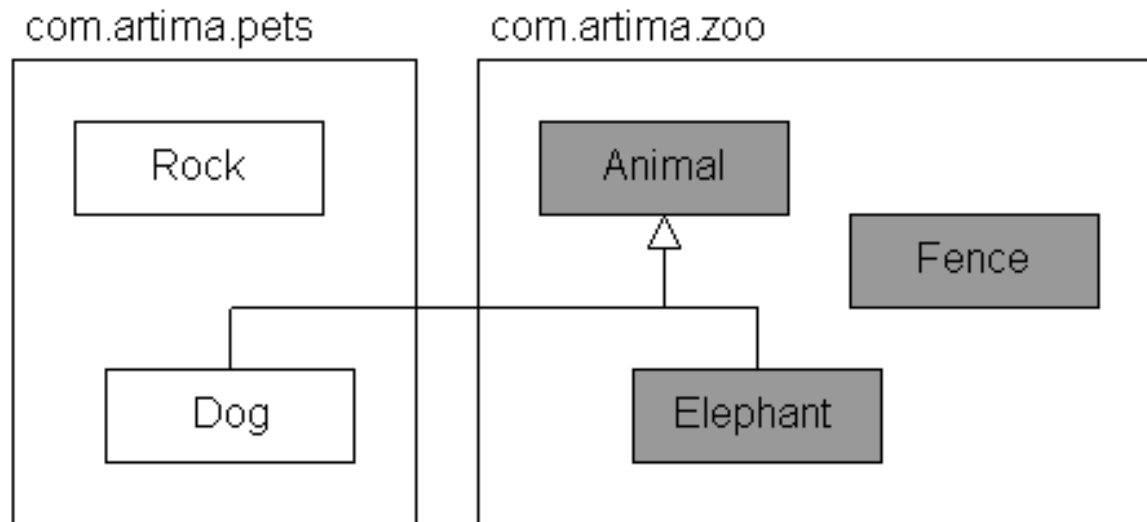 com.artima.pets
com.artima.zoo
Rock
Animal
Fence
Dog
Elephant